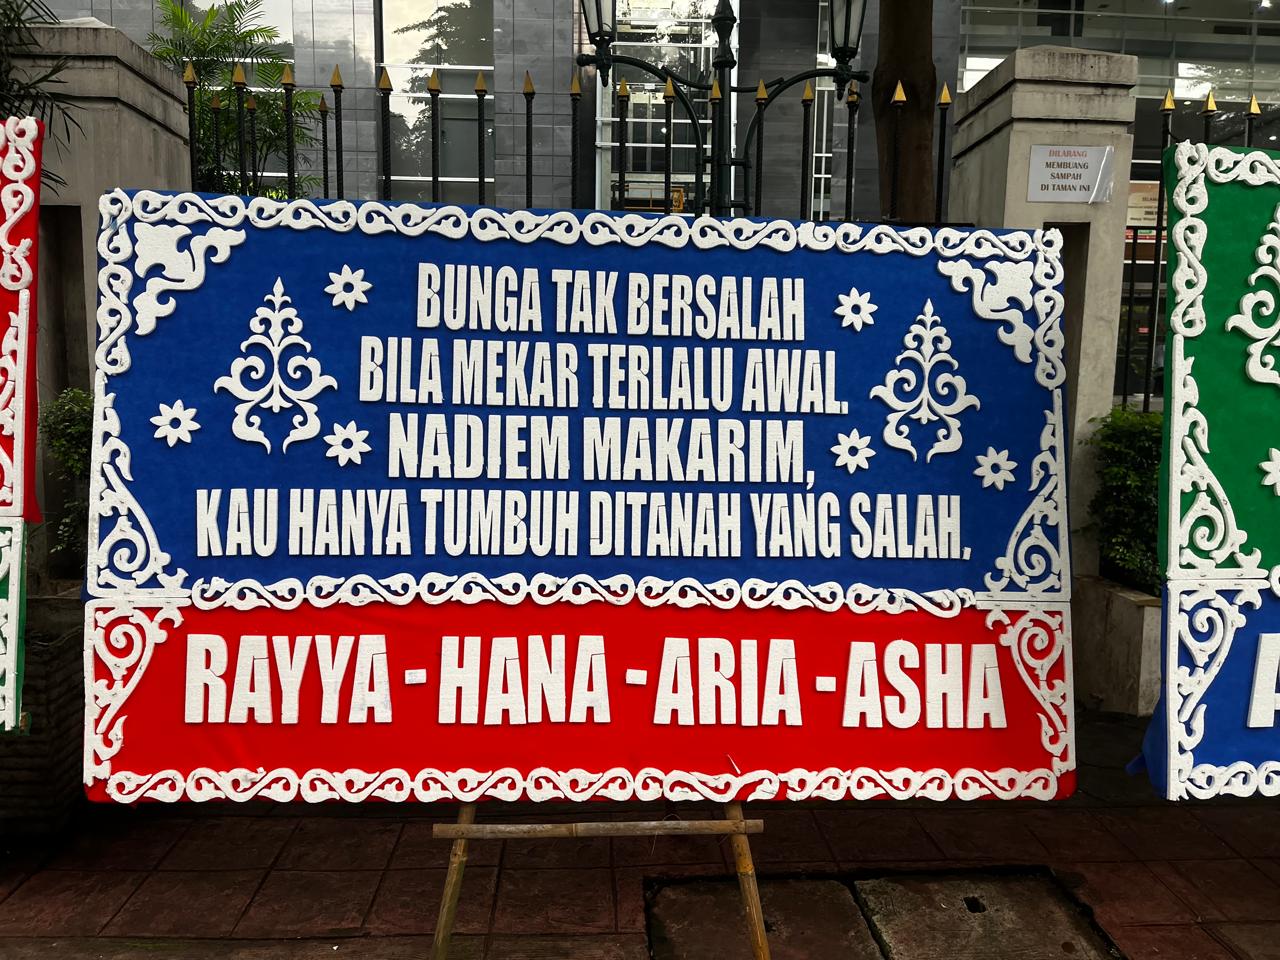 DILARANG
MEMBUANG
SAMPAH
DI TAMAN INI
BUNGA TAK BERSALAH
BILA MEKAR TERLALU AWAL.
NADIEM MAKARIM,
KAU HANYA TUMBUH DITANAH YANG SALAH.
RAYYA - HANA - ARIA - ASHA